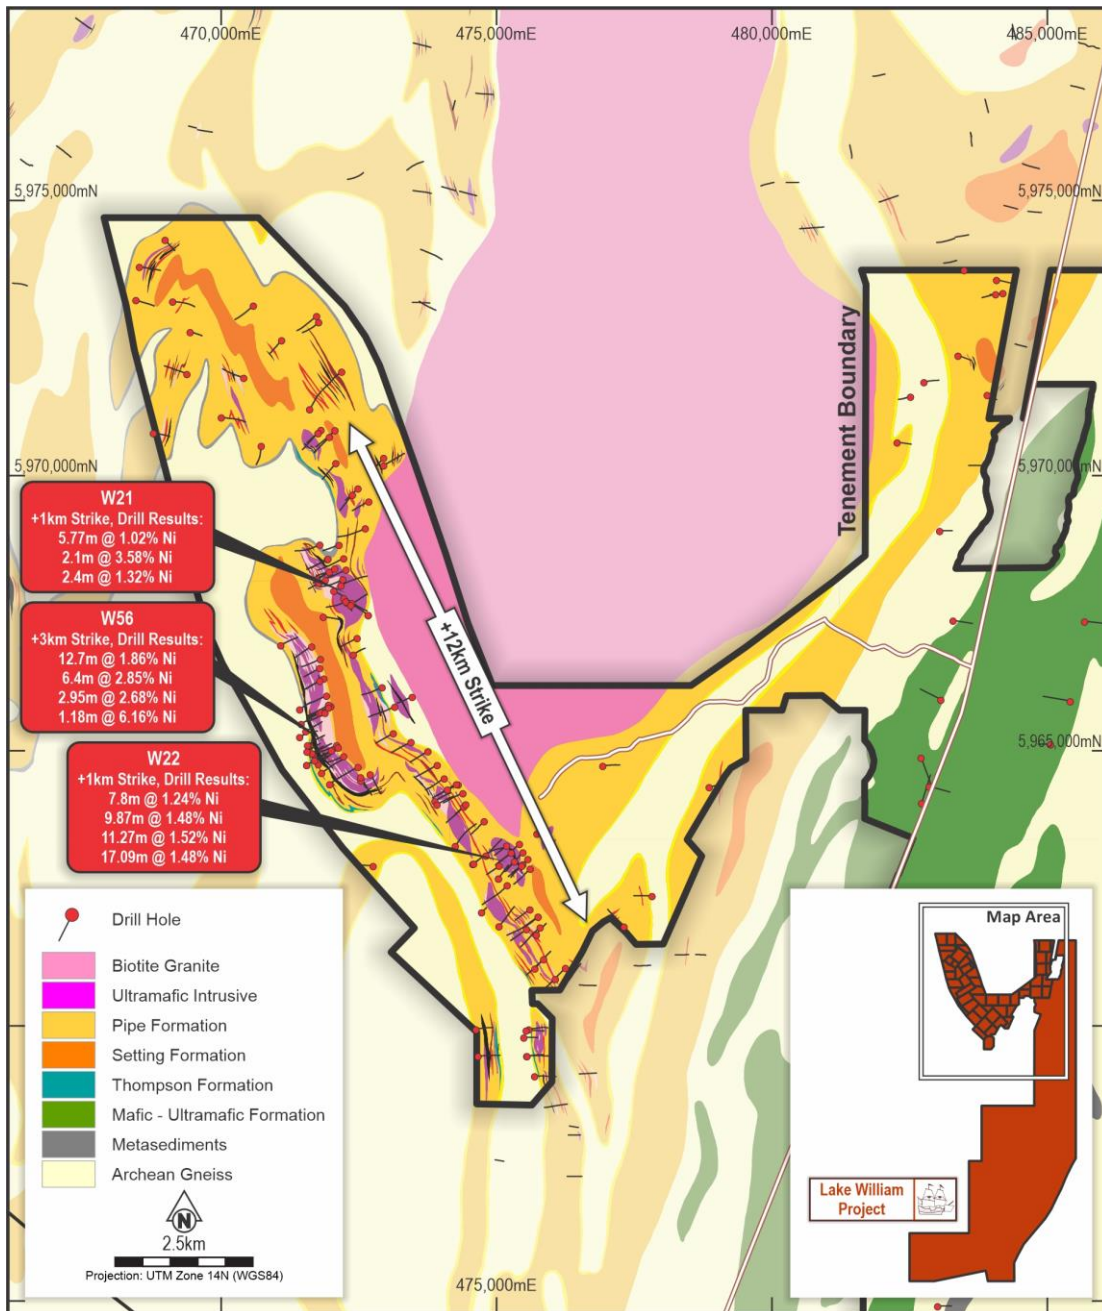 470,000mE
475,000mE
480,000mE
485,000mE
5,975,000mN
5,975,000mN
Tenement Boundary
5,970,000mN
5,970,000mN
W21
+1km Strike, Drill Results:
5.77m @ 1.02% Ni
2.1m @ 3.58% Ni
2.4m @ 1.32% Ni
W56
+3km Strike, Drill Results:
12.7m @ 1.86% Ni
6.4m @ 2.85% Ni
2.95m @ 2.68% Ni
1.18m @ 6.16% Ni
+12km Strike
5,965,000mN
W22
+1km Strike, Drill Results:
7.8m @ 1.24% Ni
9.87m @ 1.48% Ni
11.27m @ 1.52% Ni
17.09m @ 1.48% Ni
Drill Hole
Biotite Granite
Ultramafic Intrusive
Pipe Formation
Setting Formation
Thompson Formation
Mafic - Ultramafic Formation
Metasediments
Archean Gneiss
N
2.5km
Projection: UTM Zone 14N (WGS84)
Map Area
Lake William
Project
475,000mE